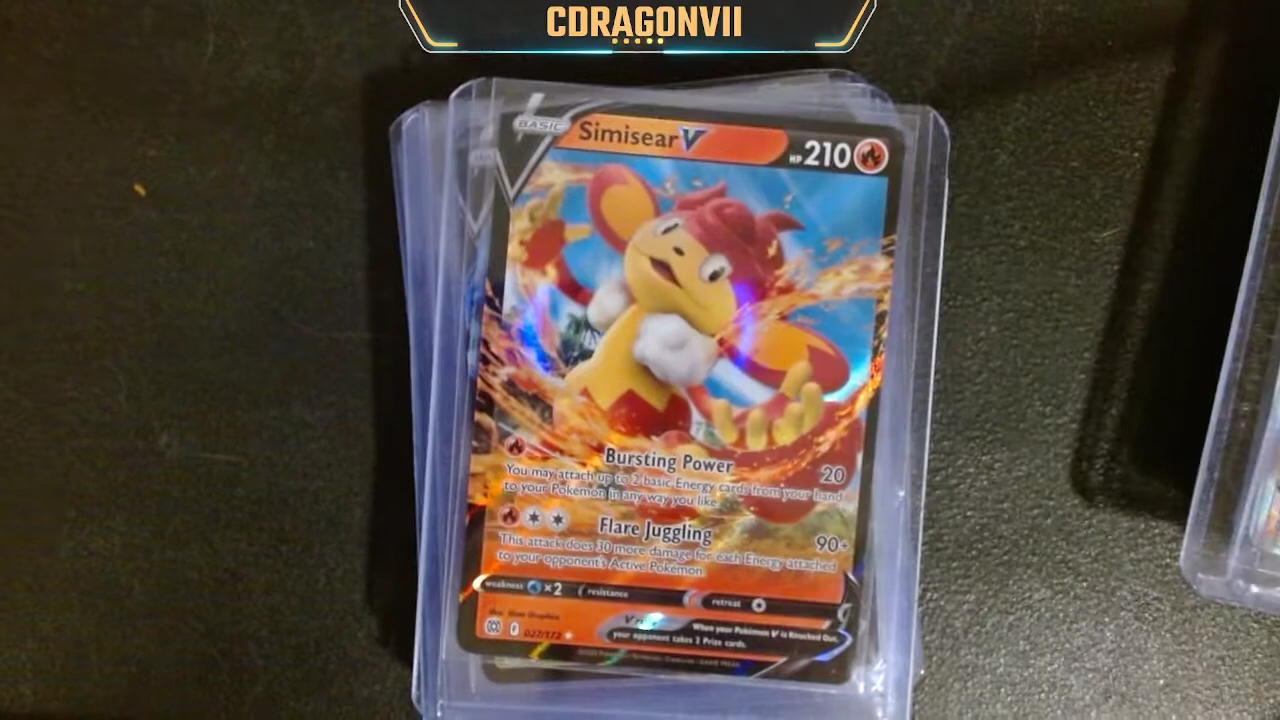 CDRAGONVII
BASIC
Simisear V
HP 210
Bursting Power 20
You may attach up to 2 basic Energy cards from your hand
to your Pokémon in any way you like.
Flare Juggling 90+
This attack does 30 more damage for each Energy attached
to your opponent's Active Pokémon.
weakness ×2 resistance retreat
027/172
When your Pokémon V is Knocked Out,
your opponent takes 2 Prize cards.